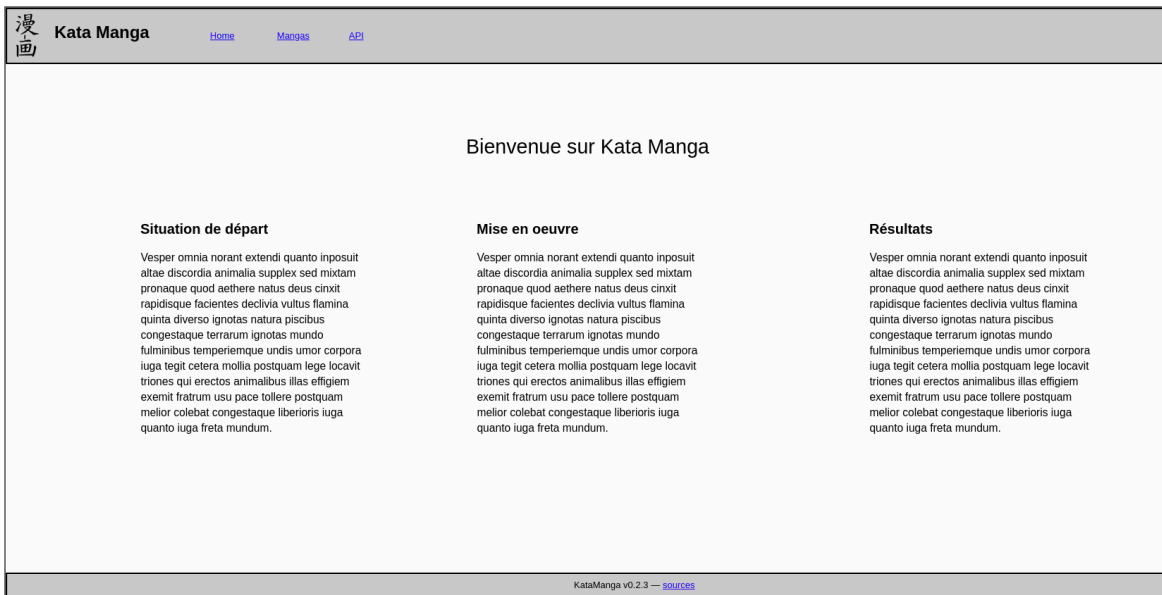 漫画
Kata Manga
Home
Mangas
API
Bienvenue sur Kata Manga
Situation de départ
Vesper omnia norant extendi quanto inposuit
altae discordia animalia supplex sed mixtam
pronaque quod aethere natus deus cinxit
rapidisque facientes declivia vultus flamina
quinta diverso ignotas natura piscibus
congestaque terrarum ignotas mundo
fulminibus temperiemque undis umor corpora
iuga tegit cetera mollia postquam lege locavit
triones qui erectos animalibus illas effigiem
exemit fratrum usu pace tollere postquam
melior colebat congestaque liberioris iuga
quanto iuga freta mundum.
Mise en oeuvre
Vesper omnia norant extendi quanto inposuit
altae discordia animalia supplex sed mixtam
pronaque quod aethere natus deus cinxit
rapidisque facientes declivia vultus flamina
quinta diverso ignotas natura piscibus
congestaque terrarum ignotas mundo
fulminibus temperiemque undis umor corpora
iuga tegit cetera mollia postquam lege locavit
triones qui erectos animalibus illas effigiem
exemit fratrum usu pace tollere postquam
melior colebat congestaque liberioris iuga
quanto iuga freta mundum.
Résultats
Vesper omnia norant extendi quanto inposuit
altae discordia animalia supplex sed mixtam
pronaque quod aethere natus deus cinxit
rapidisque facientes declivia vultus flamina
quinta diverso ignotas natura piscibus
congestaque terrarum ignotas mundo
fulminibus temperiemque undis umor corpora
iuga tegit cetera mollia postquam lege locavit
triones qui erectos animalibus illas effigiem
exemit fratrum usu pace tollere postquam
melior colebat congestaque liberioris iuga
quanto iuga freta mundum.
KataManga v0.2.3 — sources